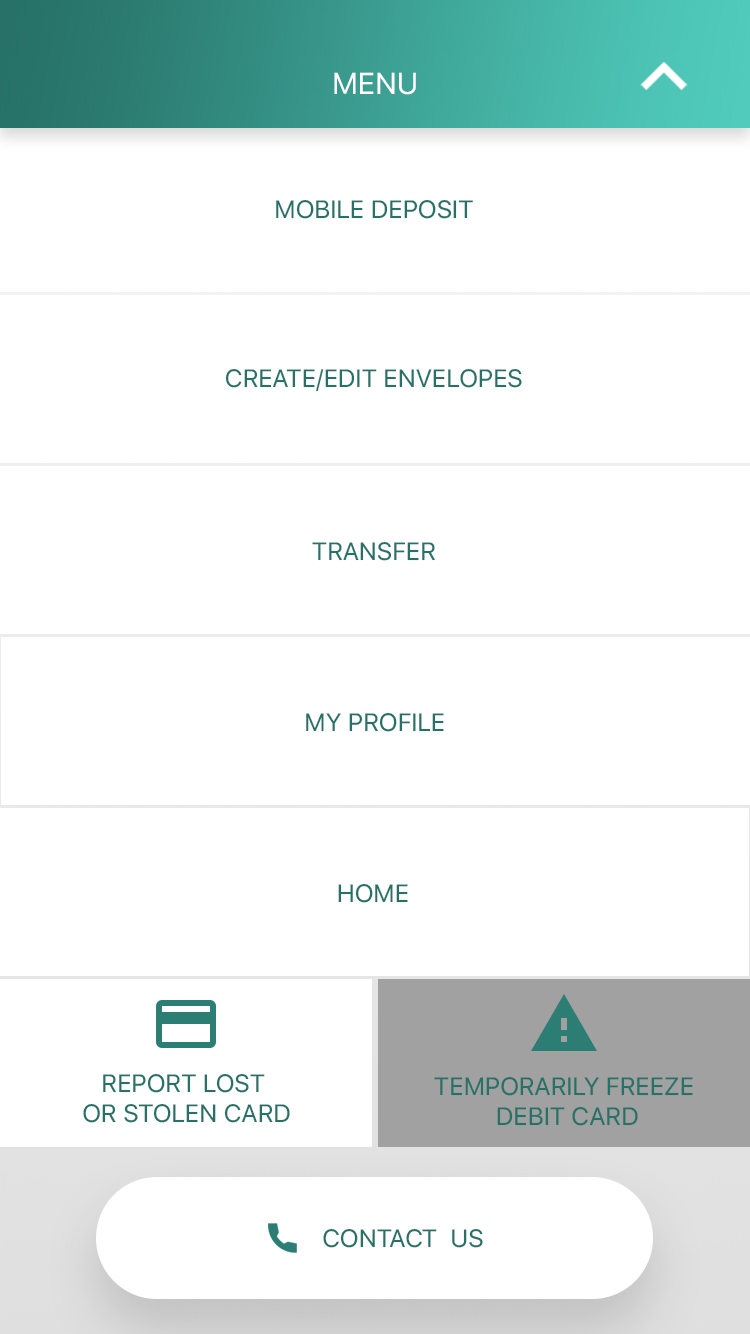 MENU
MOBILE DEPOSIT
CREATE/EDIT ENVELOPES
TRANSFER
MY PROFILE
HOME
REPORT LOST
OR STOLEN CARD
TEMPORARILY FREEZE
DEBIT CARD
CONTACT US